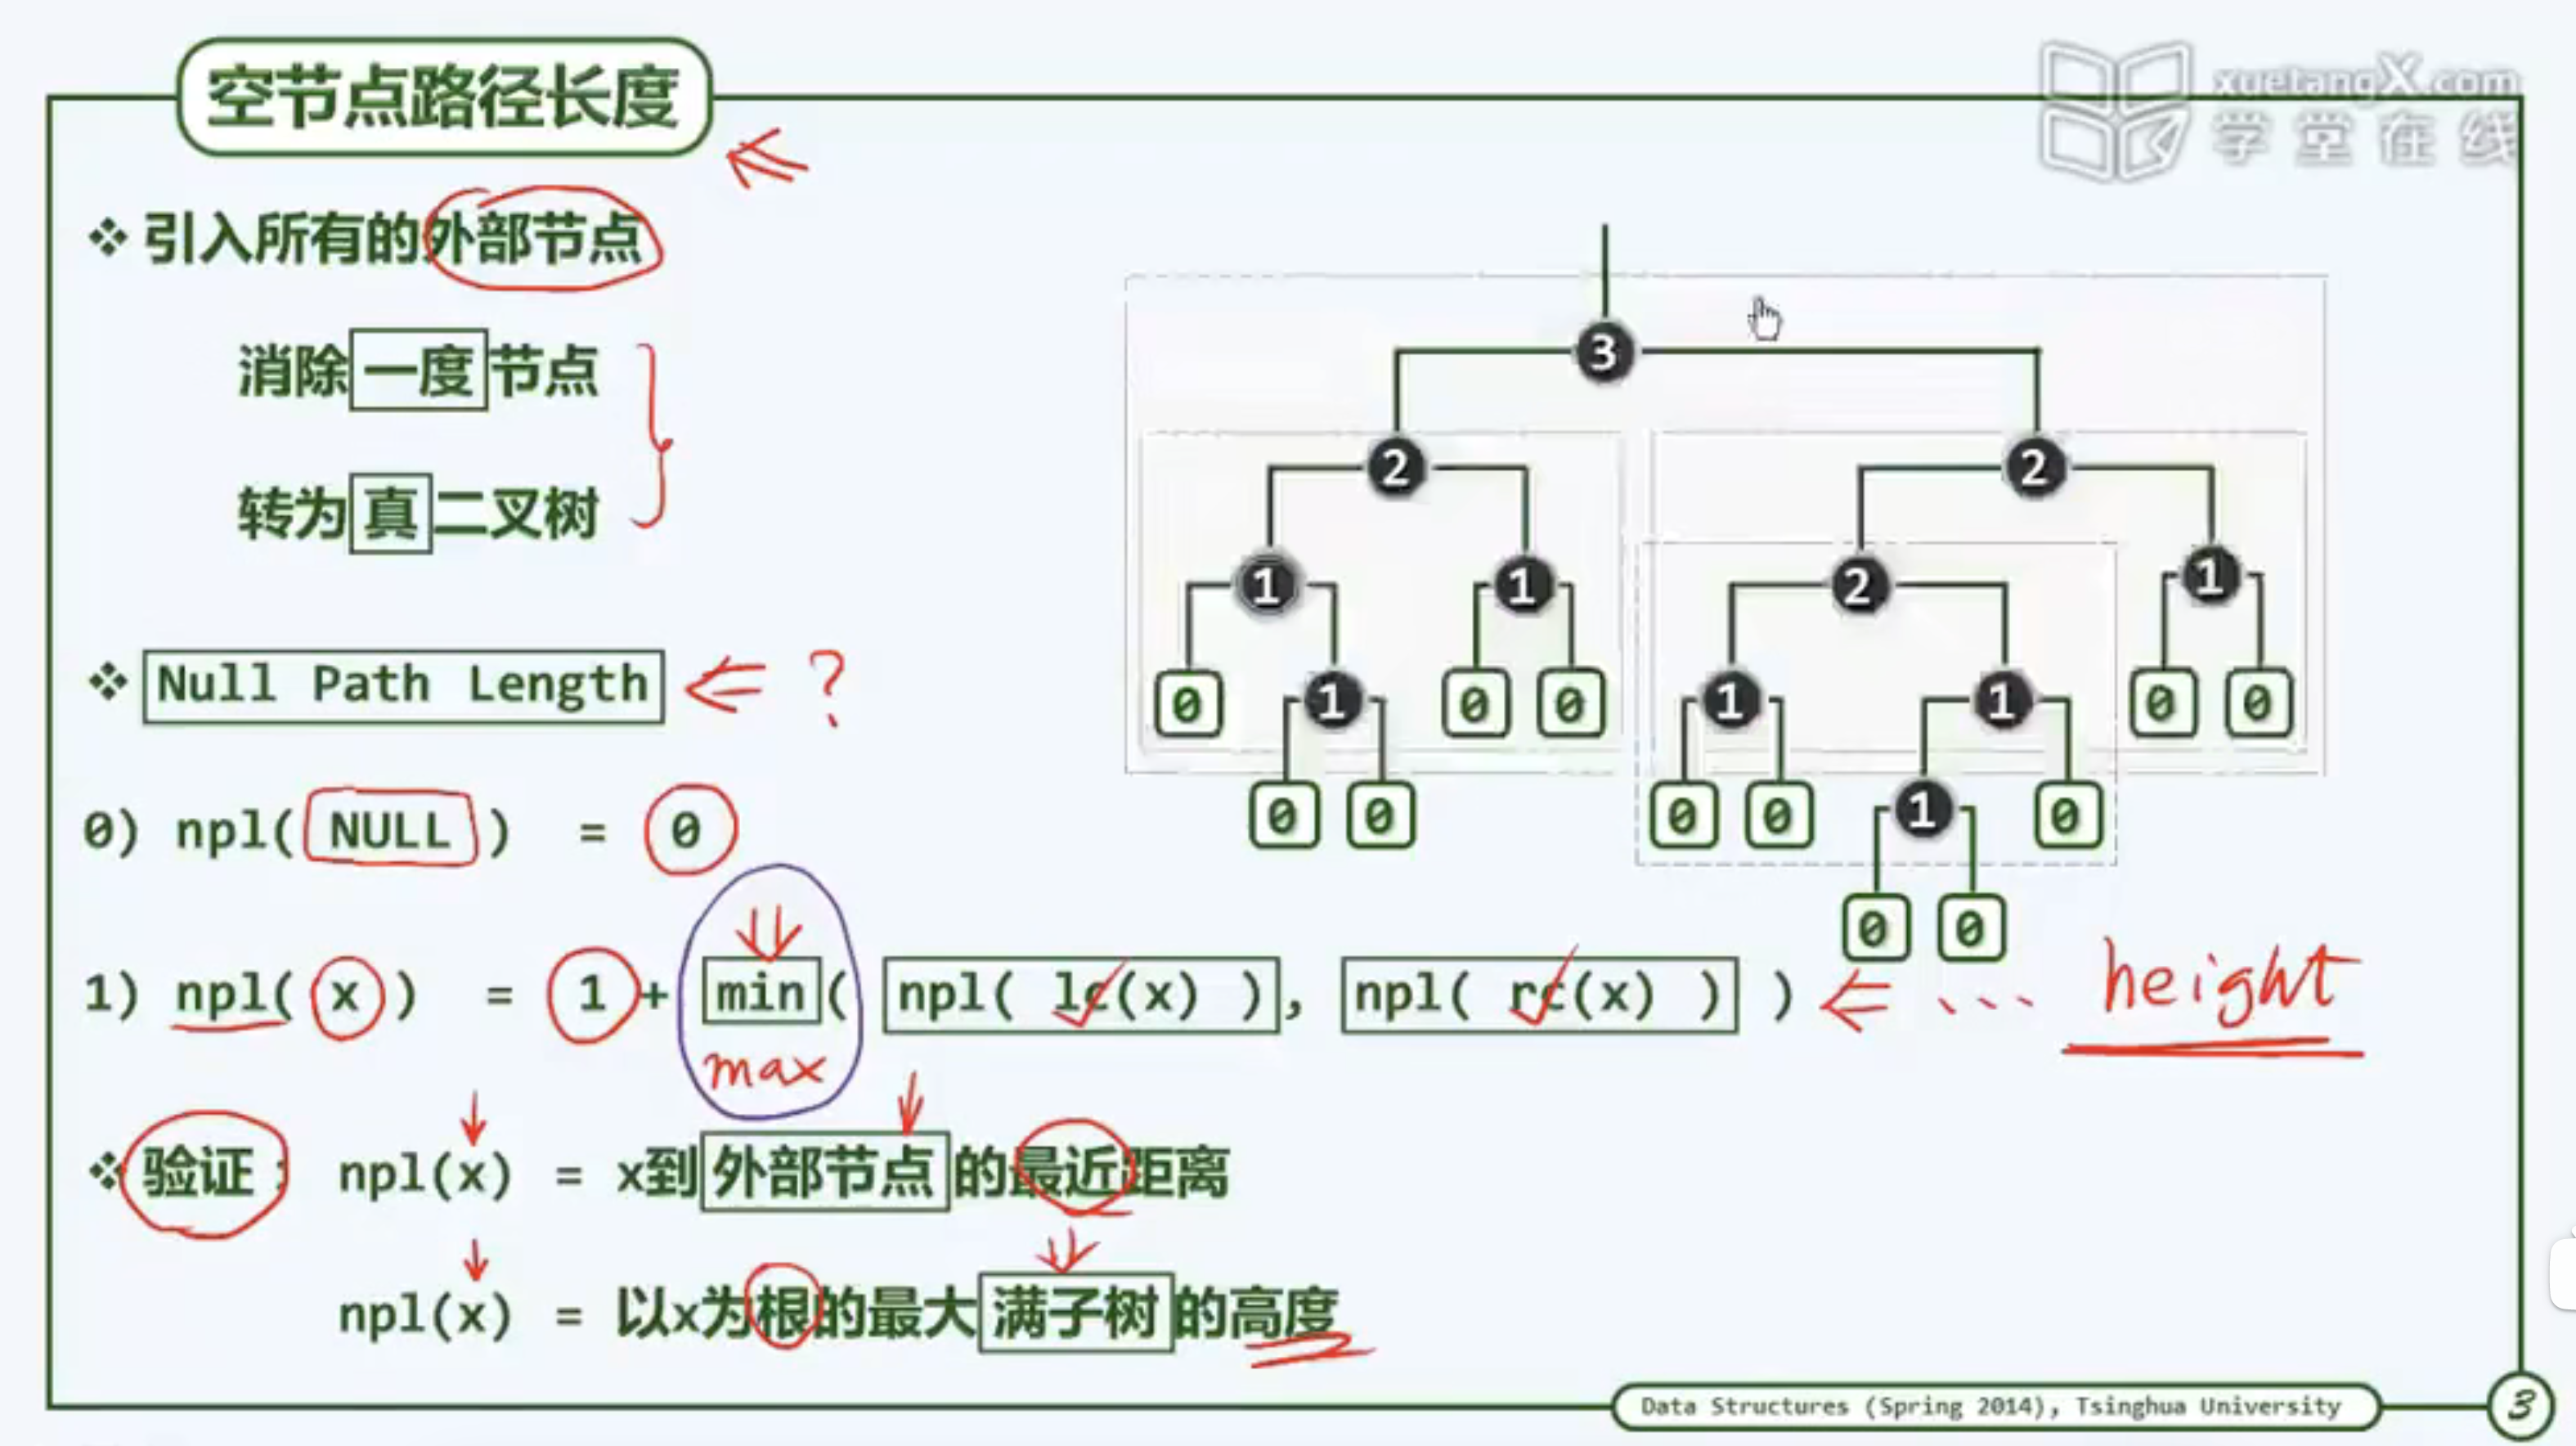 空节点路径长度
xuetangX.com
学堂在线
❖ 引入所有的外部节点
消除一度节点
转为真二叉树
❖ Null Path Length ?
0) npl( NULL ) = 0
1) npl( x ) = 1 + min( npl( lc(x) ), npl( rc(x) ) ) ... height
max
❖ 验证： npl(x) = x到外部节点的最近距离
npl(x) = 以x为根的最大满子树的高度
3
2 2
1 1 2 1
0 1 0 0 1 1 0 0
0 0 0 0 1 0
0 0
Data Structures (Spring 2014), Tsinghua University
3